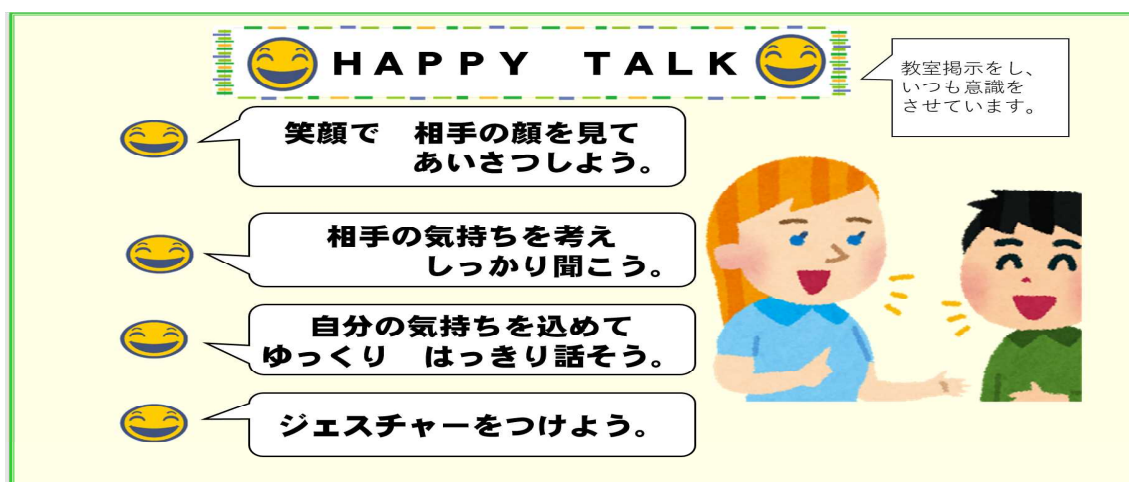 HAPPY TALK
教室掲示をし、
いつも意識を
させています。
笑顔で 相手の顔を見て
あいさつしよう。
相手の気持ちを考え
しっかり聞こう。
自分の気持ちを込めて
ゆっくり はっきり話そう。
ジェスチャーをつけよう。